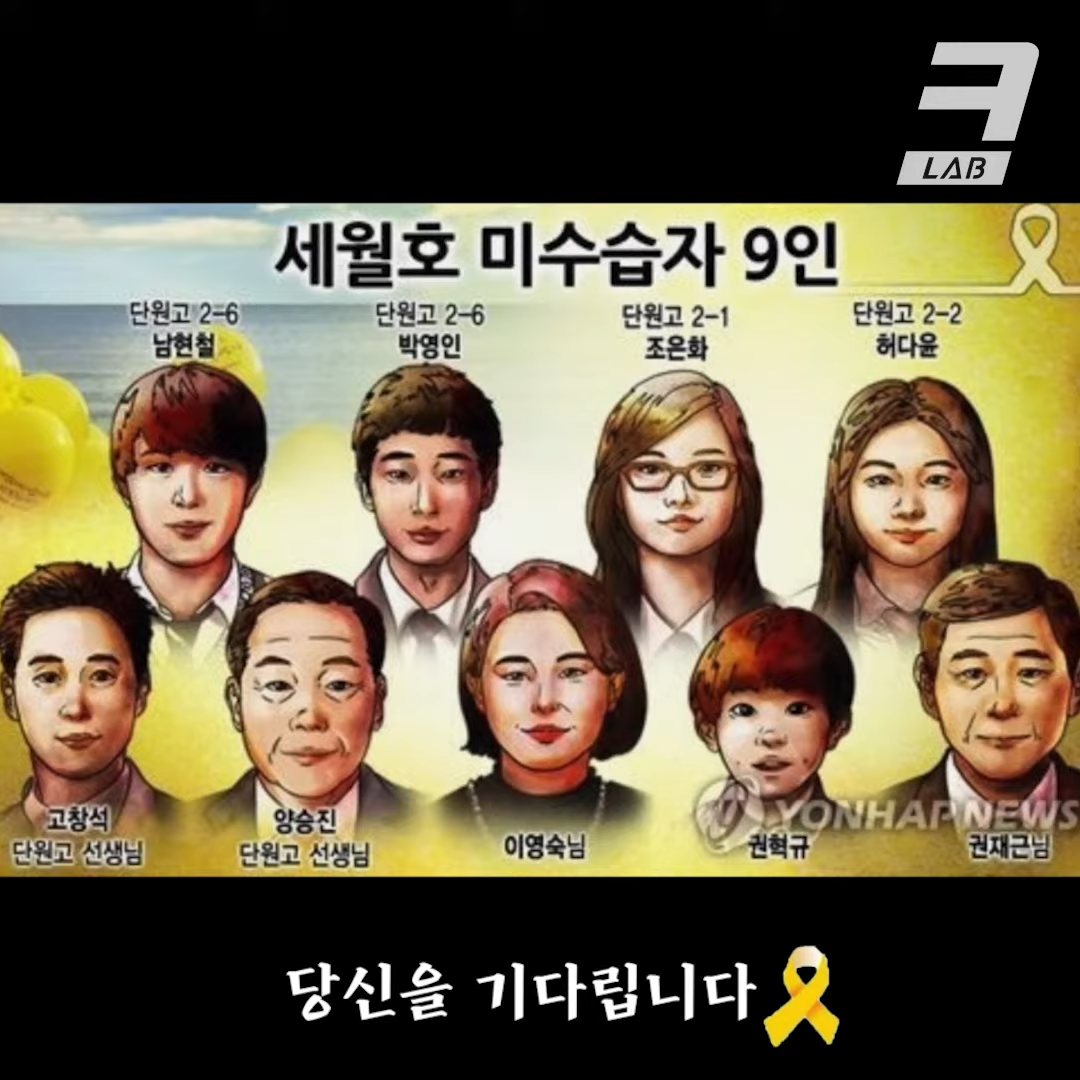 ㅋ
LAB
세월호 미수습자 9인
단원고 2-6
남현철
단원고 2-6
박영인
단원고 2-1
조은화
단원고 2-2
허다윤
고창석
단원고 선생님
양승진
단원고 선생님
이영숙님
권혁규
권재근님
YONHAPNEWS
당신을 기다립니다